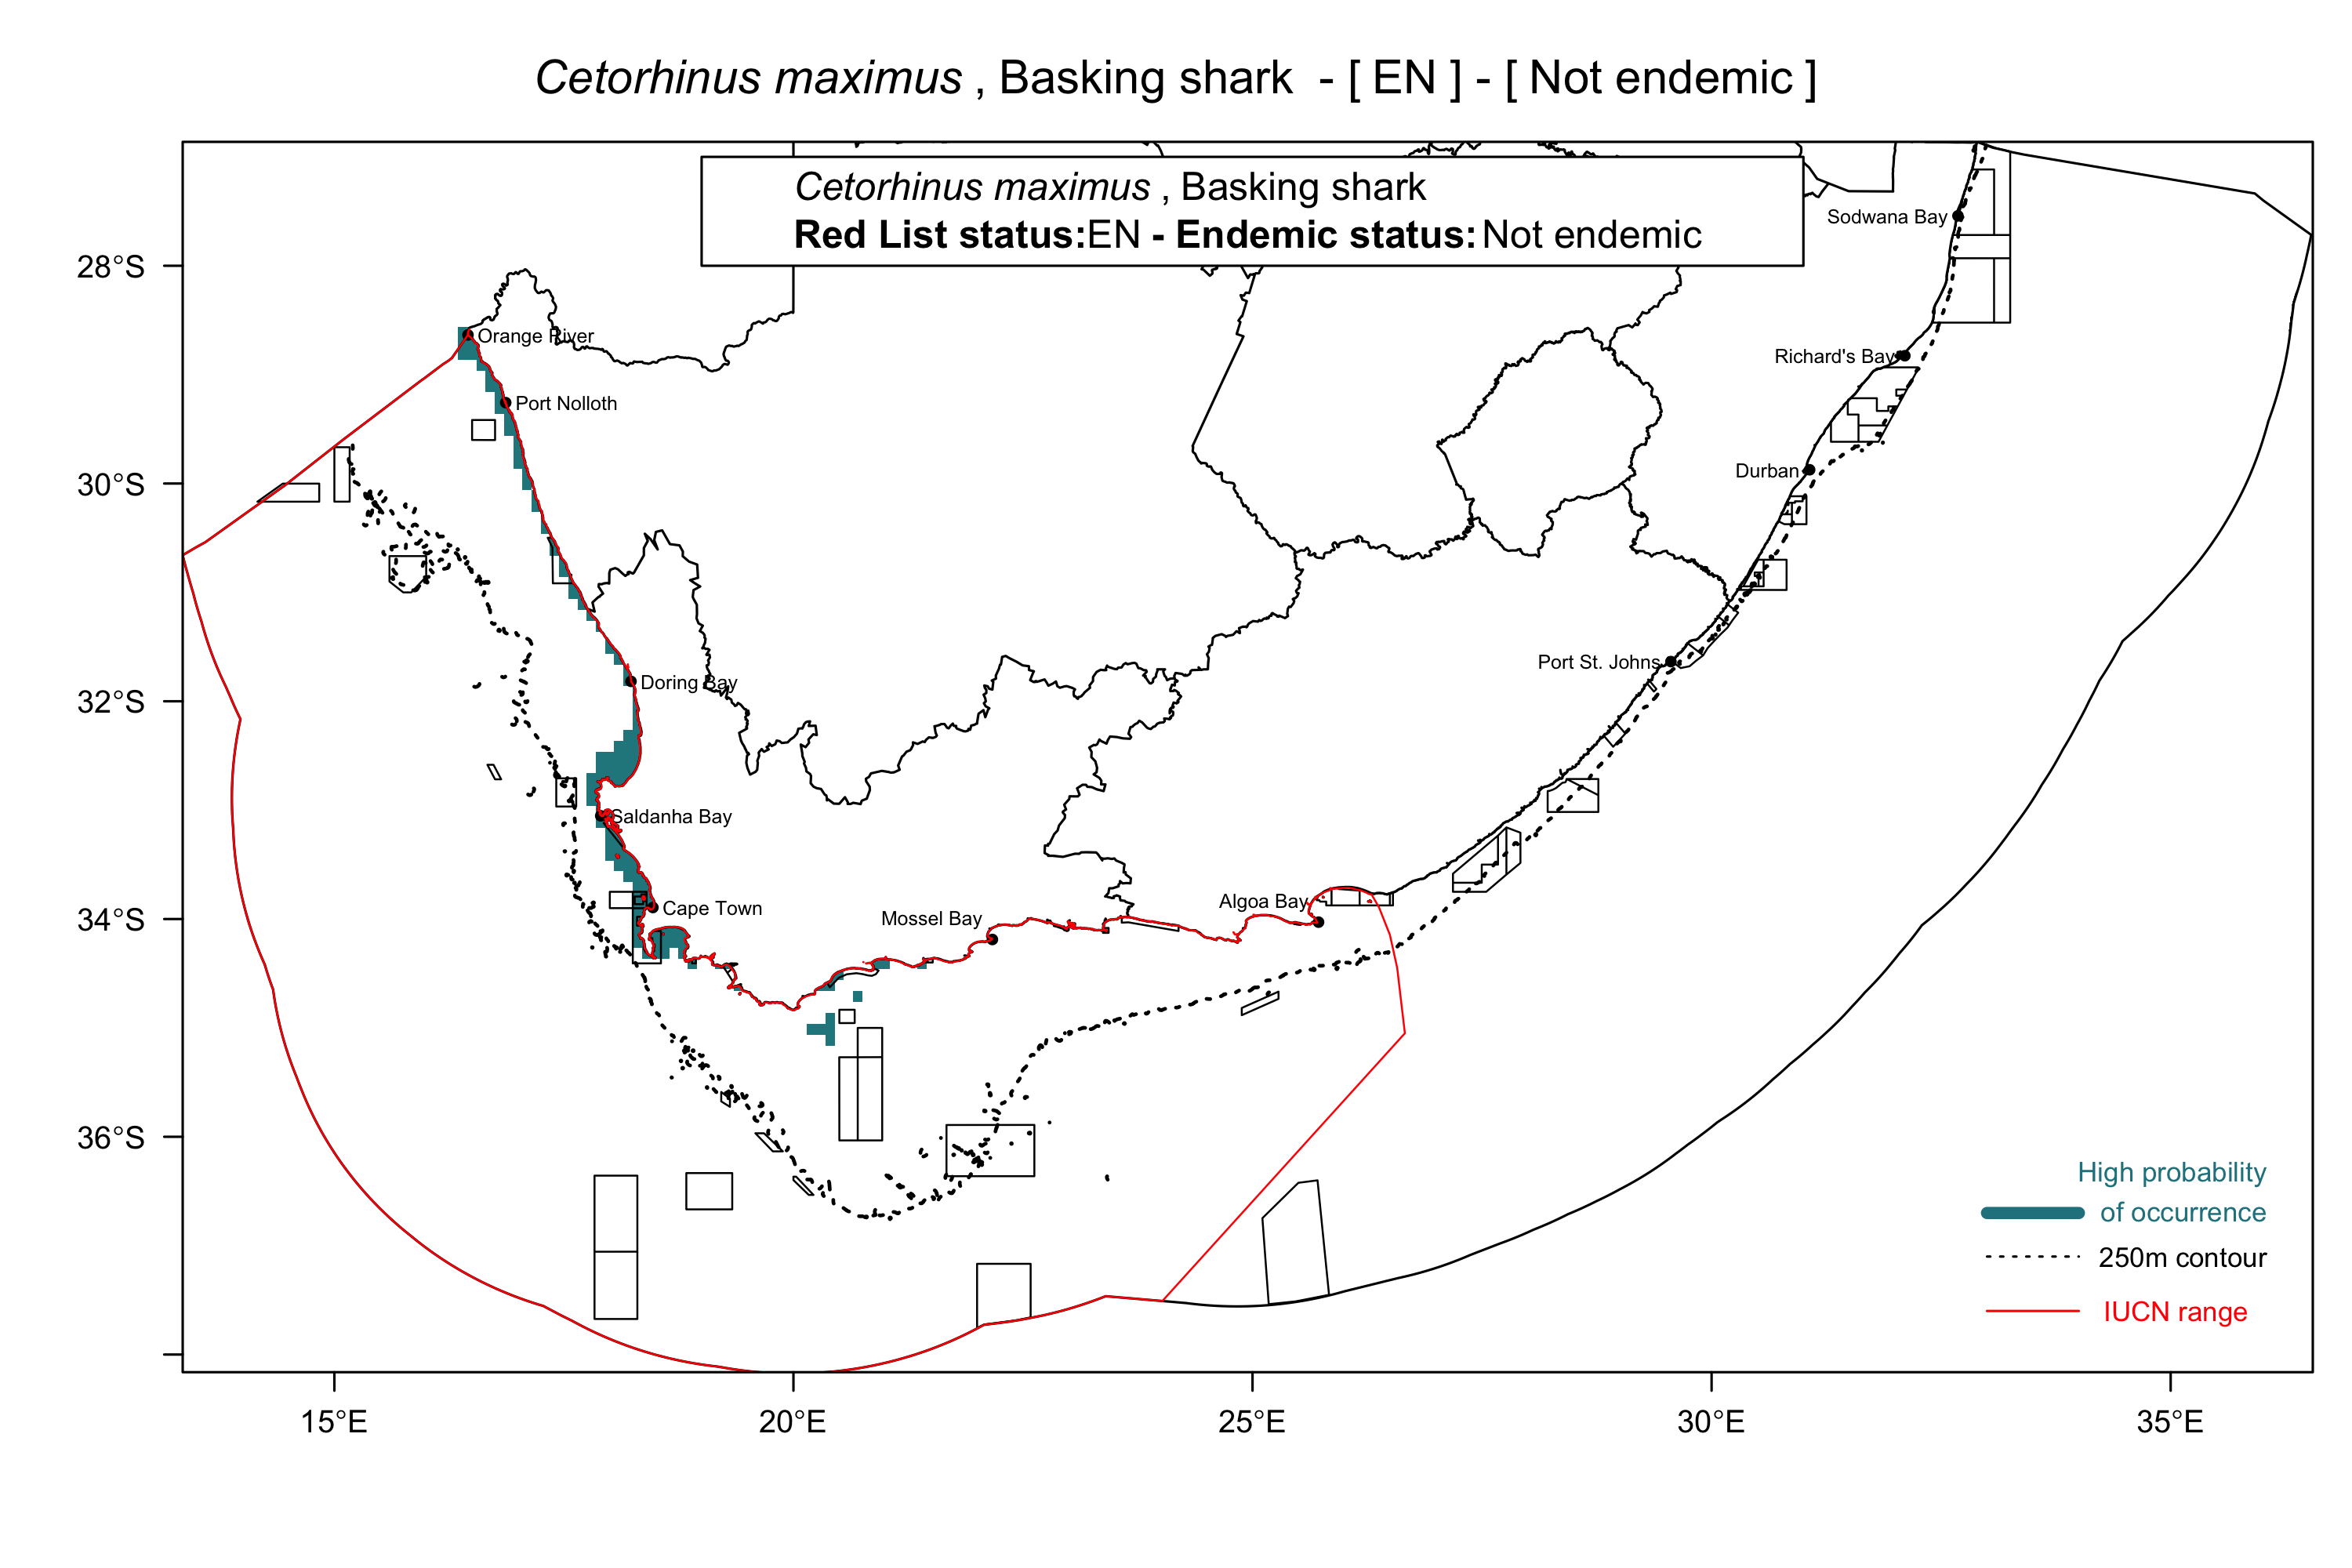 Cetorhinus maximus , Basking shark - [ EN ] - [ Not endemic ]
Cetorhinus maximus , Basking shark
Red List status:EN - Endemic status: Not endemic
Sodwana Bay
28°S
Orange River
Richard's Bay
Port Nolloth
Durban
30°S
Port St. Johns
Doring Bay
32°S
Saldanha Bay
Algoa Bay
Cape Town
Mossel Bay
34°S
36°S
High probability
of occurrence
250m contour
IUCN range
15°E
20°E
25°E
30°E
35°E